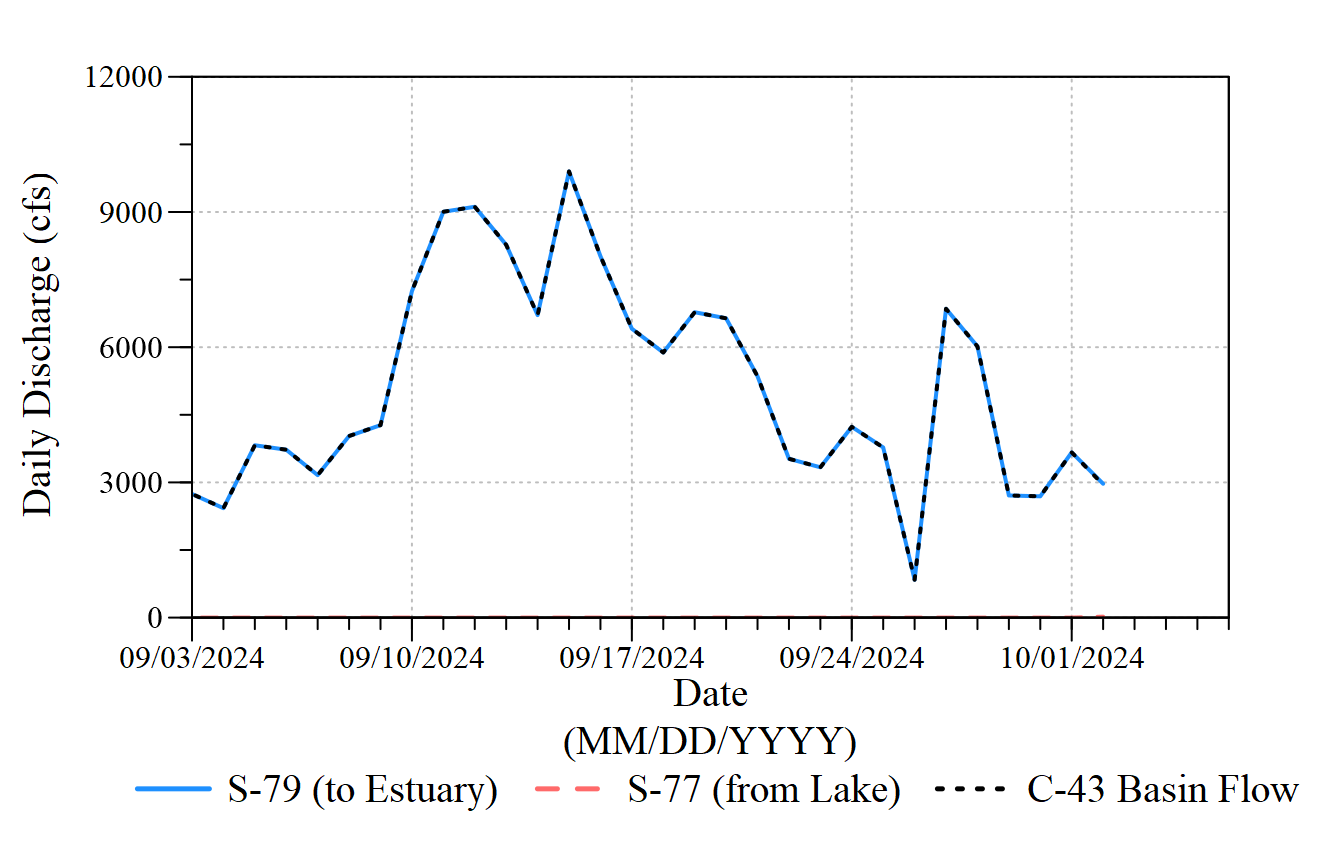 12000
9000
6000
3000
0
Daily Discharge (cfs)
09/03/2024 09/10/2024 09/17/2024 09/24/2024 10/01/2024
Date
(MM/DD/YYYY)
S-79 (to Estuary) S-77 (from Lake) C-43 Basin Flow